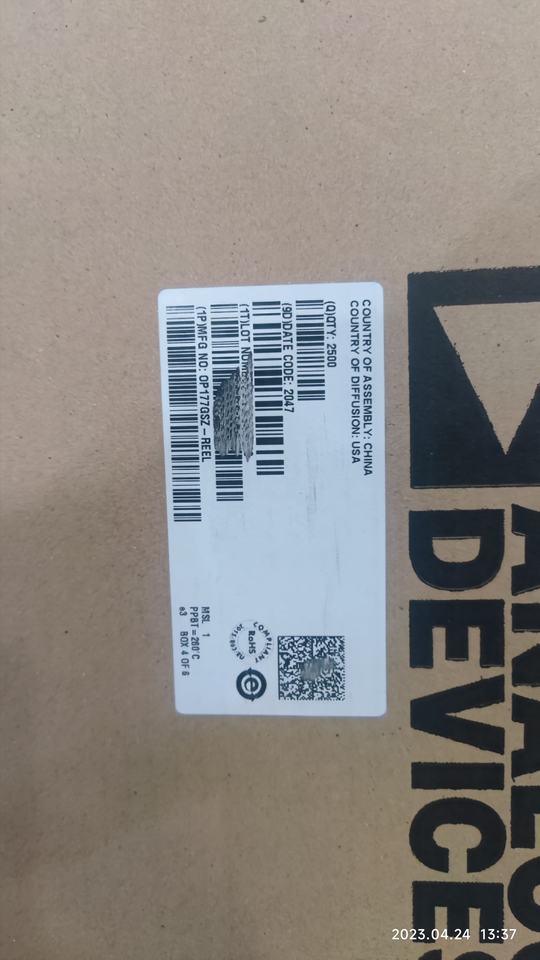 COUNTRY OF ASSEMBLY: CHINA
COUNTRY OF DIFFUSION: USA
(Q)QTY: 2500
(9D)DATE CODE: 2047
(1T)LOT
(1P)MFG NO: OP177GSZ-REEL
MSL 1
PPBT=260°C
e3 BOX 4 OF 6
COMPLIANT
RoHS
e
ANALOG
DEVICES
2023.04.24 13:37